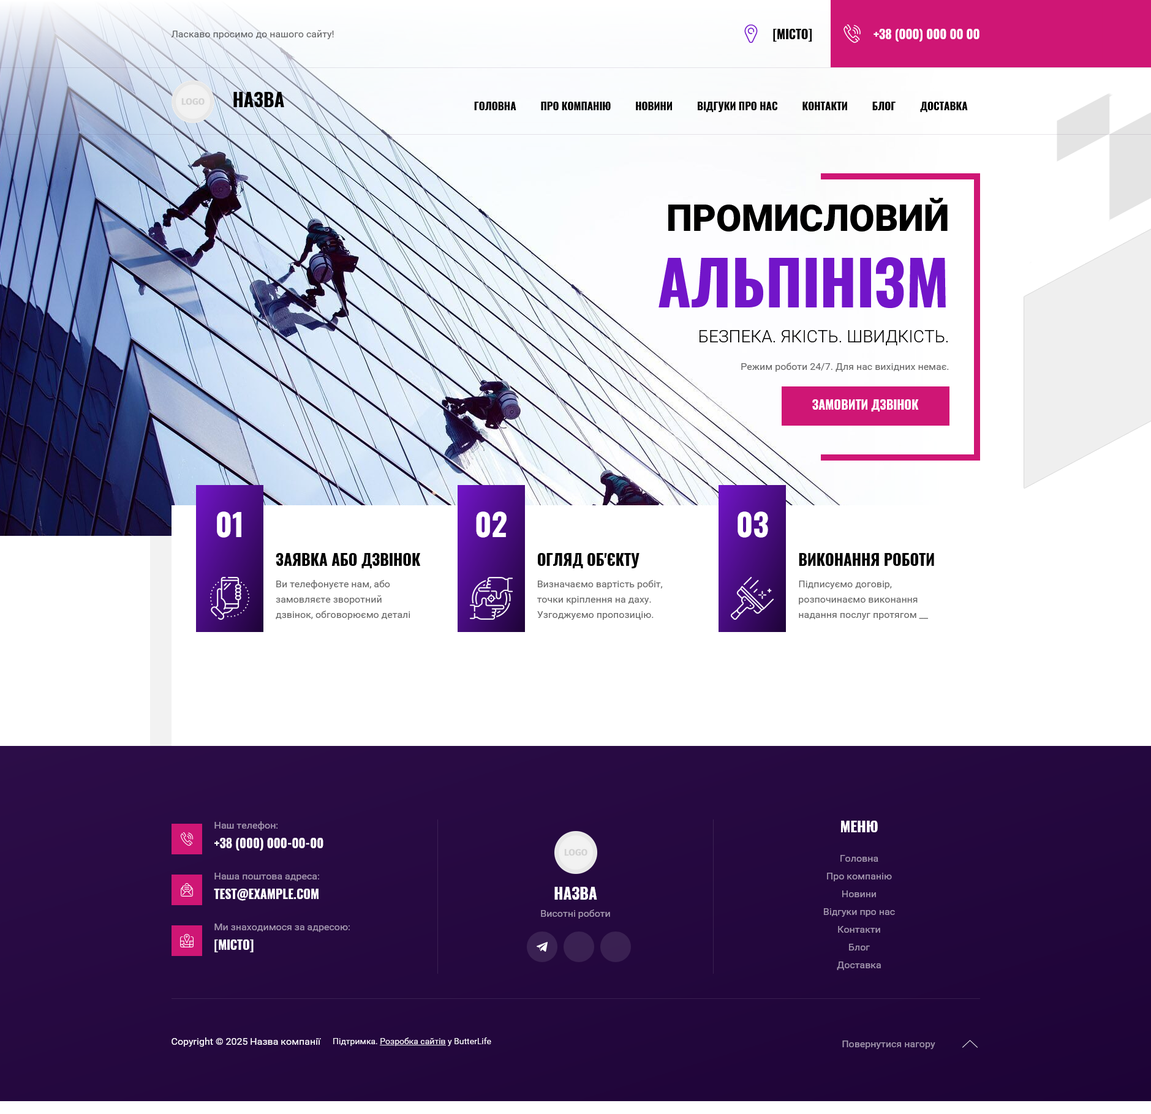 Ласкаво просимо до нашого сайту!
[МІСТО]
+38 (000) 000 00 00
LOGO
НАЗВА
ГОЛОВНА
ПРО КОМПАНІЮ
НОВИНИ
ВІДГУКИ ПРО НАС
КОНТАКТИ
БЛОГ
ДОСТАВКА
ПРОМИСЛОВИЙ
АЛЬПІНІЗМ
БЕЗПЕКА. ЯКІСТЬ. ШВИДКІСТЬ.
Режим роботи 24/7. Для нас вихідних немає.
ЗАМОВИТИ ДЗВІНОК
01
ЗАЯВКА АБО ДЗВІНОК
Ви телефонуєте нам, або
замовляєте зворотний
дзвінок, обговорюємо деталі
02
ОГЛЯД ОБ'ЄКТУ
Визначаємо вартість робіт,
точки кріплення на даху.
Узгоджуємо пропозицію.
03
ВИКОНАННЯ РОБОТИ
Підписуємо договір,
розпочинаємо виконання
надання послуг протягом __
Наш телефон:
+38 (000) 000-00-00
Наша поштова адреса:
TEST@EXAMPLE.COM
Ми знаходимося за адресою:
[МІСТО]
LOGO
НАЗВА
Висотні роботи
МЕНЮ
Головна
Про компанію
Новини
Відгуки про нас
Контакти
Блог
Доставка
Copyright © 2025 Назва компанії
Підтримка. Розробка сайтів у ButterLife
Повернутися нагору